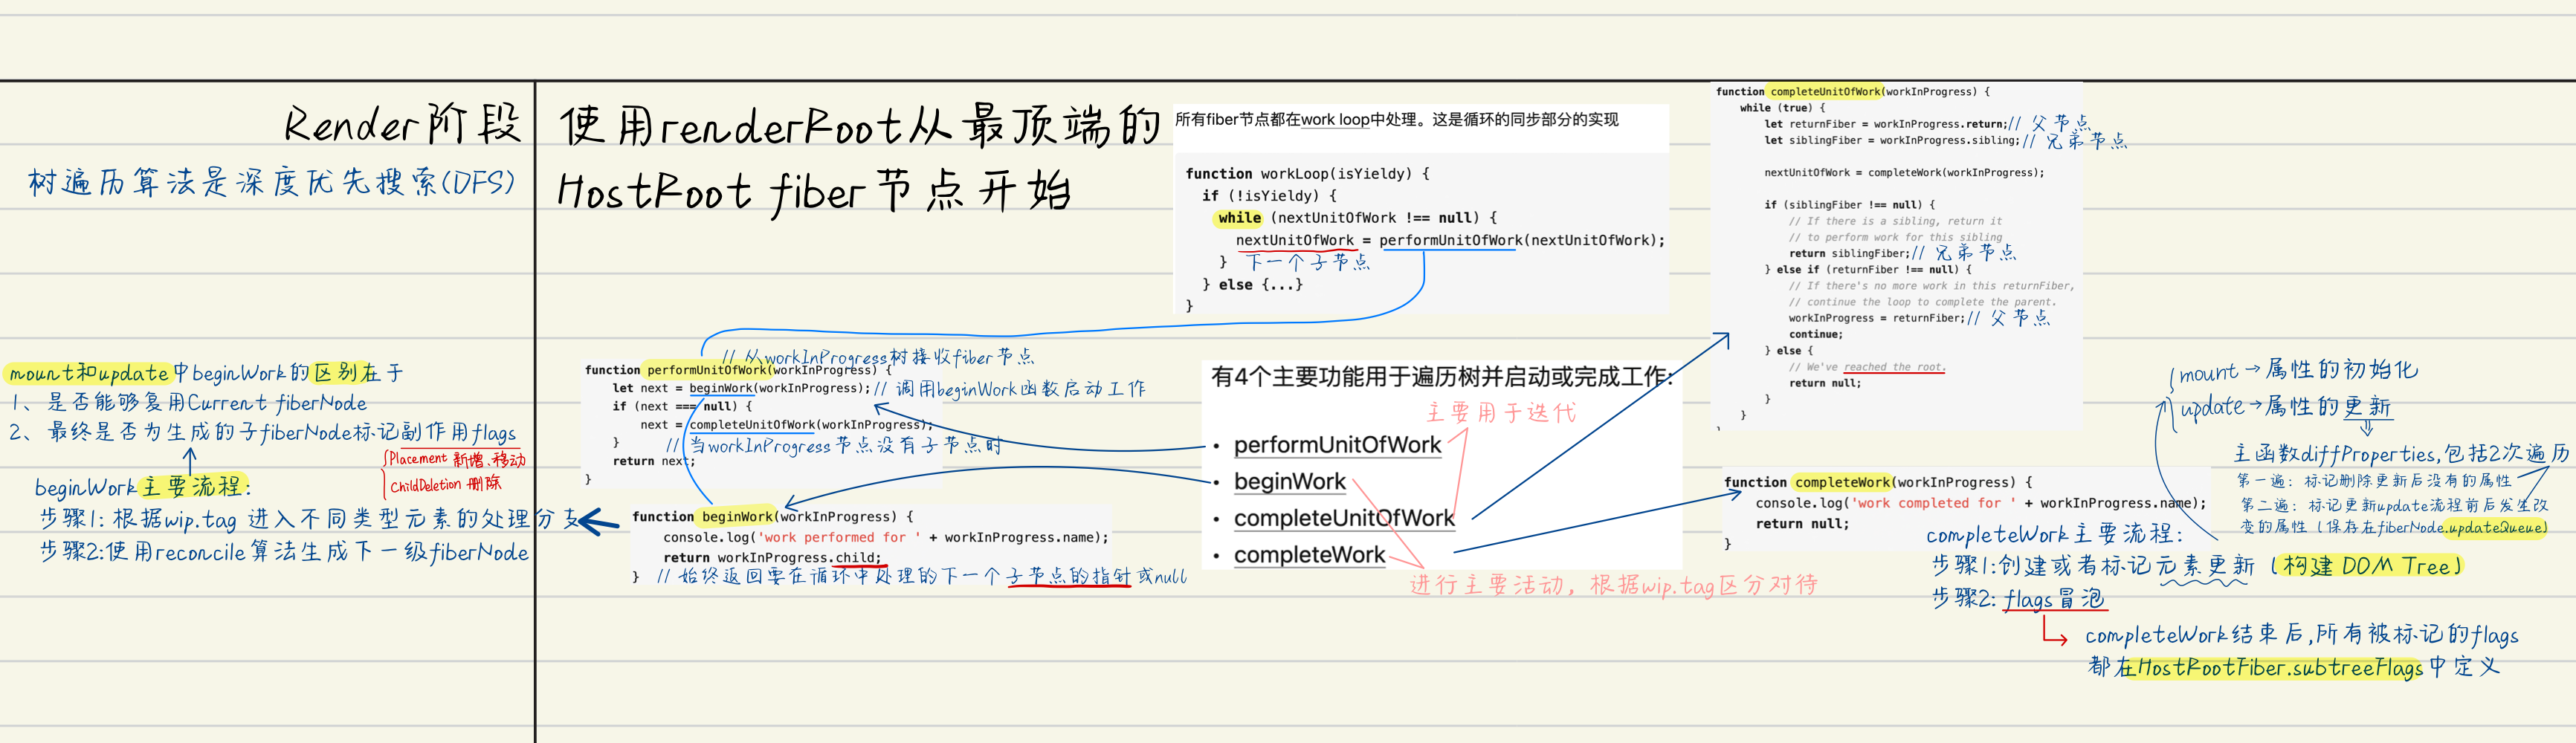 Render阶段
树遍历算法是深度优先搜索(DFS)
mount和update中beginWork的区别在于
1、是否能够复用Current fiberNode
2、最终是否为生成的子fiberNode标记副作用flags
Placement 新增、移动
ChildDeletion 删除
beginWork主要流程:
步骤1:根据wip.tag 进入不同类型元素的处理分支
步骤2:使用reconcile算法生成下一级fiberNode
使用renderRoot从最顶端的
HostRoot fiber节点开始
所有fiber节点都在work loop中处理。这是循环的同步部分的实现
function workLoop(isYieldy) {
if (!isYieldy) {
while (nextUnitOfWork !== null) {
nextUnitOfWork = performUnitOfWork(nextUnitOfWork);
} 下一个子节点
} else {...}
}
// 从workInProgress树接收fiber节点
function performUnitOfWork(workInProgress) {
let next = beginWork(workInProgress); // 调用beginWork函数启动工作
if (next === null) {
next = completeUnitOfWork(workInProgress);
} // 当workInProgress节点没有子节点时
return next;
}
function beginWork(workInProgress) {
console.log('work performed for ' + workInProgress.name);
return workInProgress.child;
} // 始终返回要在循环中处理的下一个子节点的指针或null
有4个主要功能用于遍历树并启动或完成工作:
主要用于迭代
• performUnitOfWork
• beginWork
• completeUnitOfWork
• completeWork
进行主要活动, 根据wip.tag区分对待
function completeUnitOfWork(workInProgress) {
while (true) {
let returnFiber = workInProgress.return; // 父节点
let siblingFiber = workInProgress.sibling; // 兄弟节点
nextUnitOfWork = completeWork(workInProgress);
if (siblingFiber !== null) {
// If there is a sibling, return it
// to perform work for this sibling
return siblingFiber; // 兄弟节点
} else if (returnFiber !== null) {
// If there's no more work in this returnFiber,
// continue the loop to complete the parent.
workInProgress = returnFiber; // 父节点
continue;
} else {
// We've reached the root.
return null;
}
}
function completeWork(workInProgress) {
console.log('work completed for ' + workInProgress.name);
return null;
}
mount → 属性的初始化
update → 属性的更新
主函数diffProperties,包括2次遍历
第一遍: 标记删除更新后没有的属性
第二遍: 标记更新update流程前后发生改
变的属性 (保存在fiberNode.updateQueue)
completeWork主要流程:
步骤1:创建或者标记元素更新 (构建 DOM Tree)
步骤2: flags冒泡
completeWork结束后,所有被标记的flags
都在HostRootFiber.subtreeFlags中定义